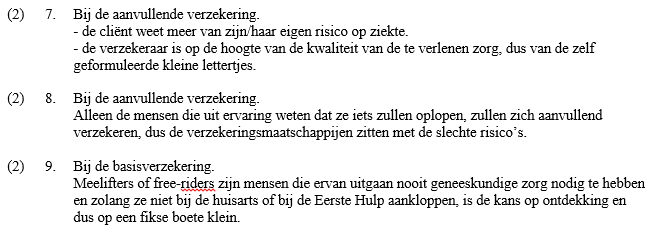 (2) 7. Bij de aanvullende verzekering.
- de cliënt weet meer van zijn/haar eigen risico op ziekte.
- de verzekeraar is op de hoogte van de kwaliteit van de te verlenen zorg, dus van de zelf
geformuleerde kleine lettertjes.
(2) 8. Bij de aanvullende verzekering.
Alleen de mensen die uit ervaring weten dat ze iets zullen oplopen, zullen zich aanvullend
verzekeren, dus de verzekeringsmaatschappijen zitten met de slechte risico's.
(2) 9. Bij de basisverzekering.
Meelifters of free-riders zijn mensen die ervan uitgaan nooit geneeskundige zorg nodig te hebben
en zolang ze niet bij de huisarts of bij de Eerste Hulp aankloppen, is de kans op ontdekking en
dus op een fikse boete klein.